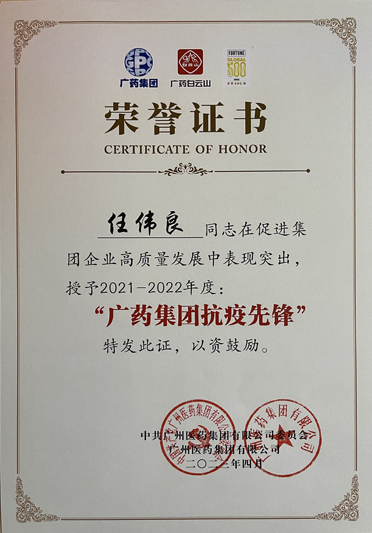 广药集团
白云山
广药白云山
FORTUNE
GLOBAL
500
荣誉证书
CERTIFICATE OF HONOR
任伟良 同志在促进集
团企业高质量发展中表现突出，
授予2021-2022年度：
“广药集团抗疫先锋”
特发此证，以资鼓励。
中共广州医药集团有限公司委员会
广州医药集团有限公司
二〇二二年四月